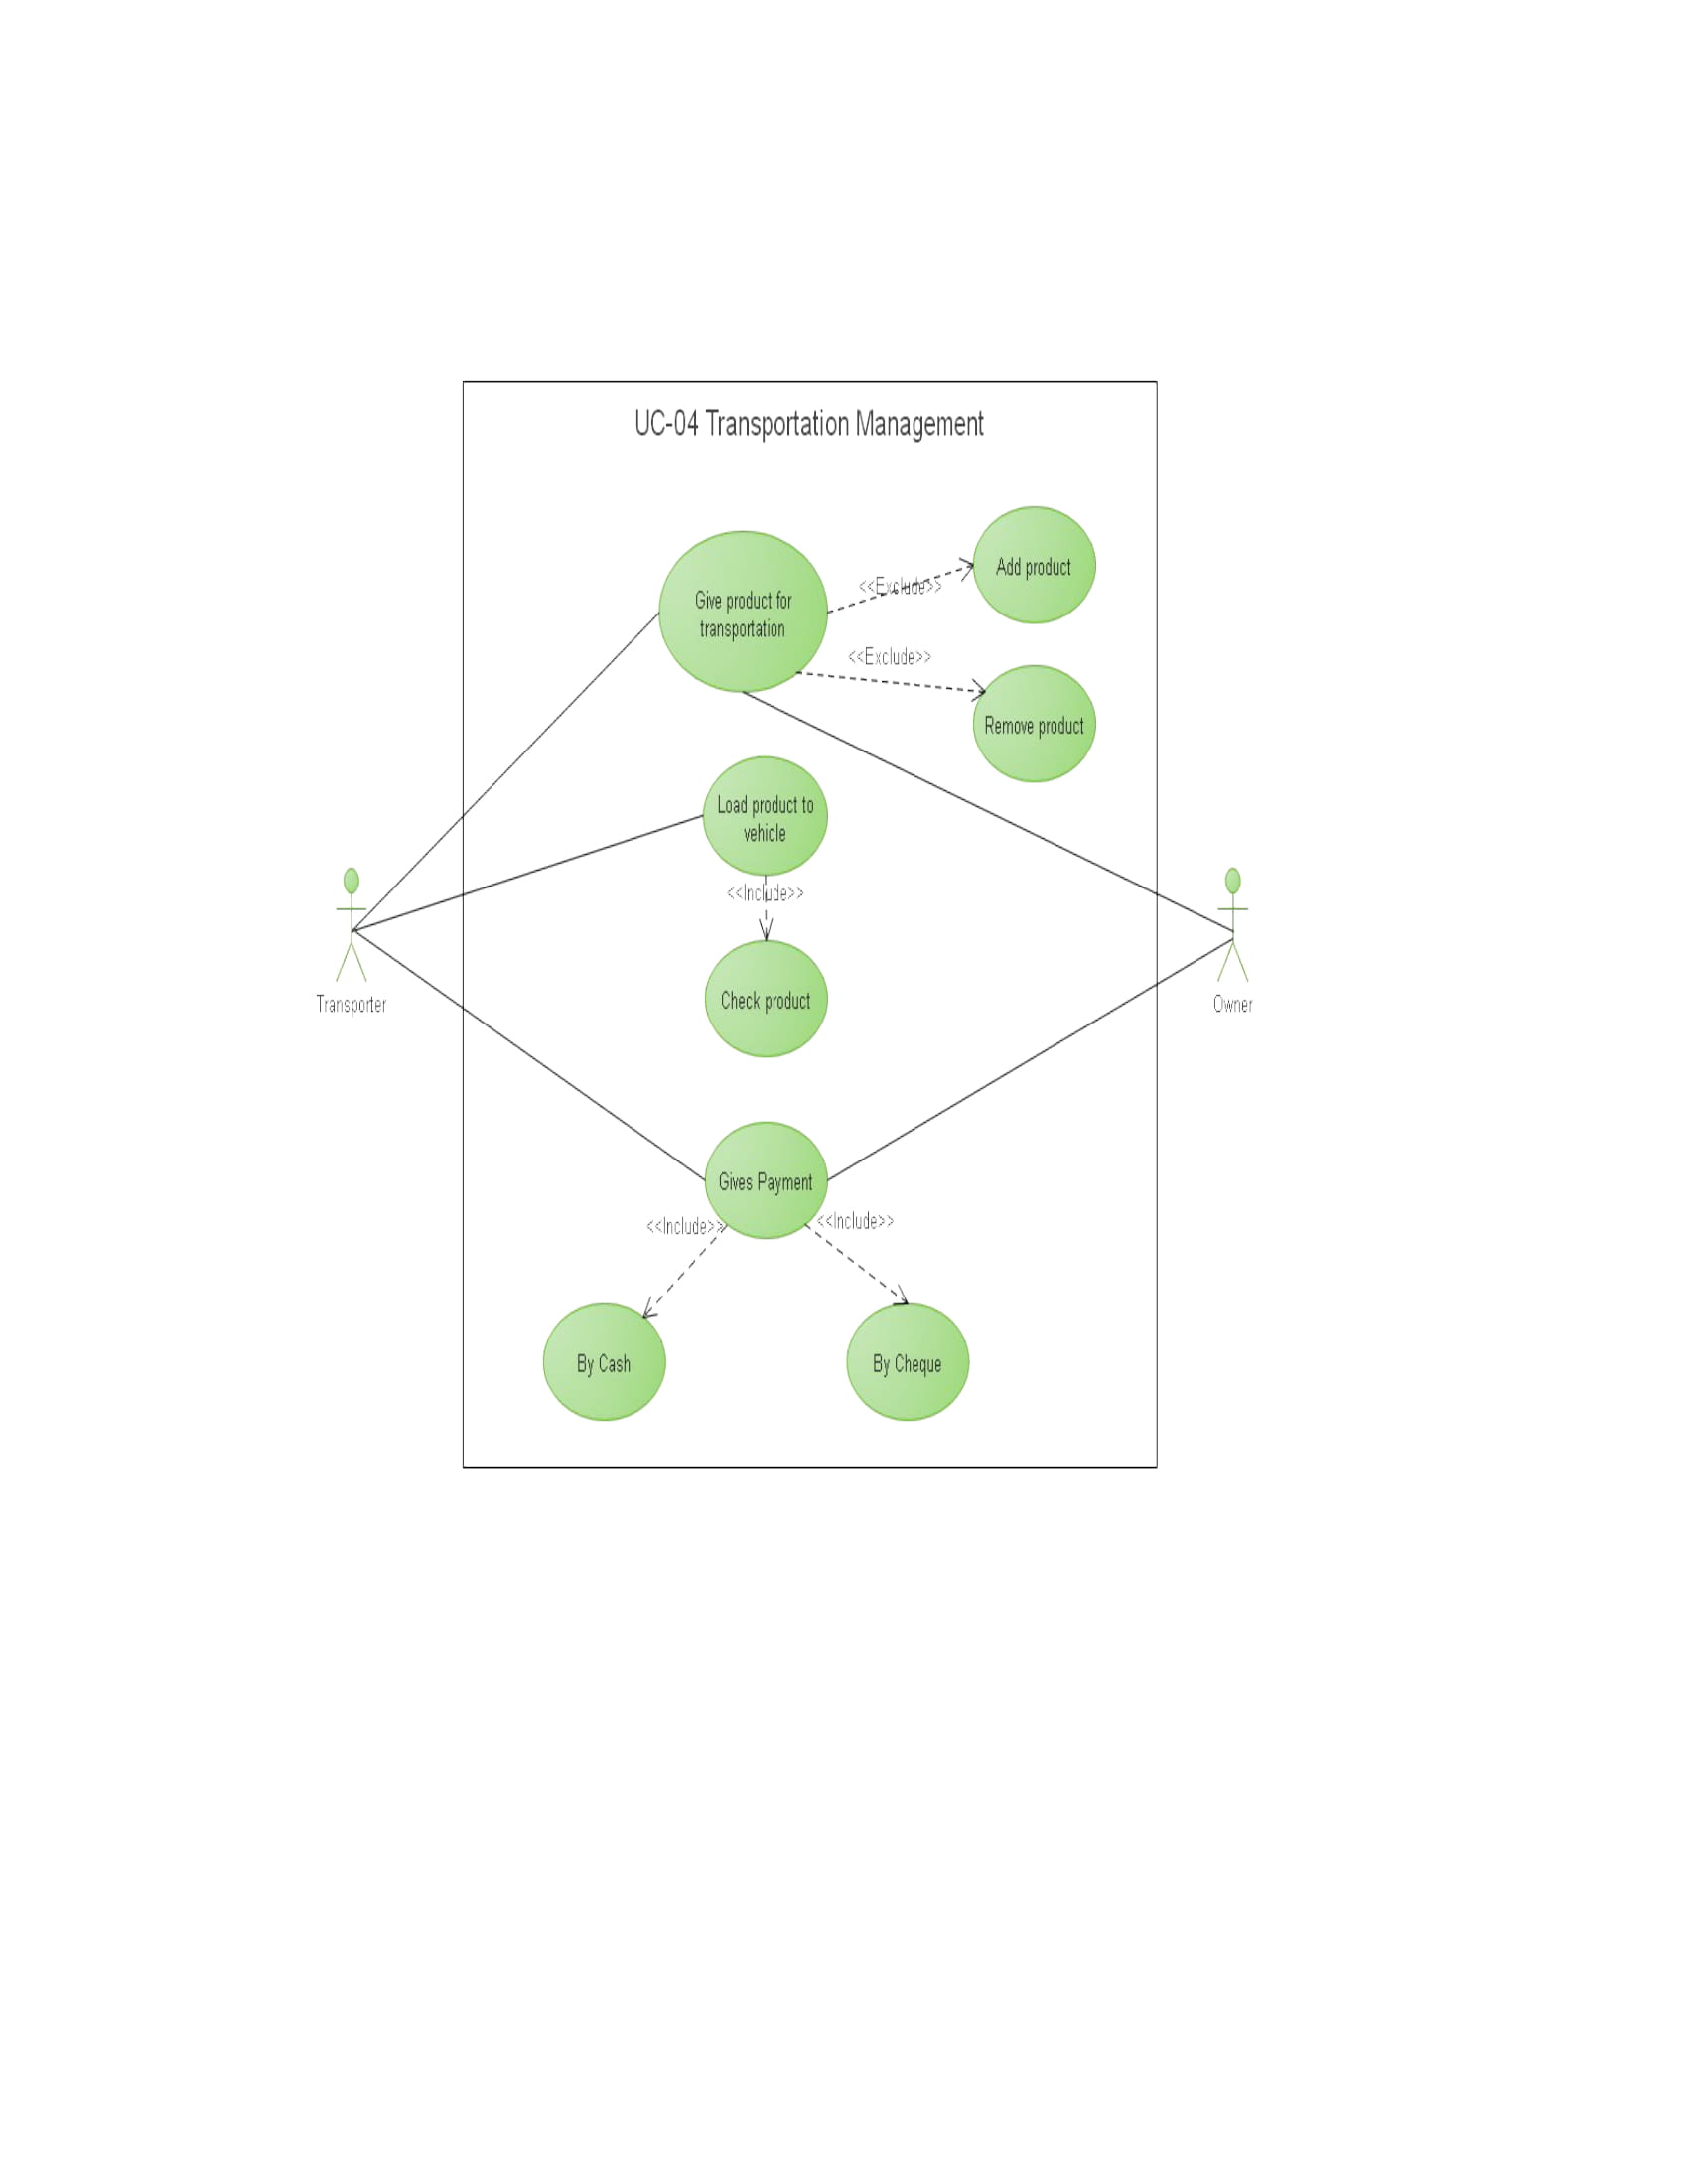 UC-04 Transportation Management
Add product
<<Exclude>>
Give product for
transportation
<<Exclude>>
Remove product
Load product to
vehicle
<<Include>>
Check product
Transporter
Owner
Gives Payment
<<Include>>
<<Include>>
By Cash
By Cheque